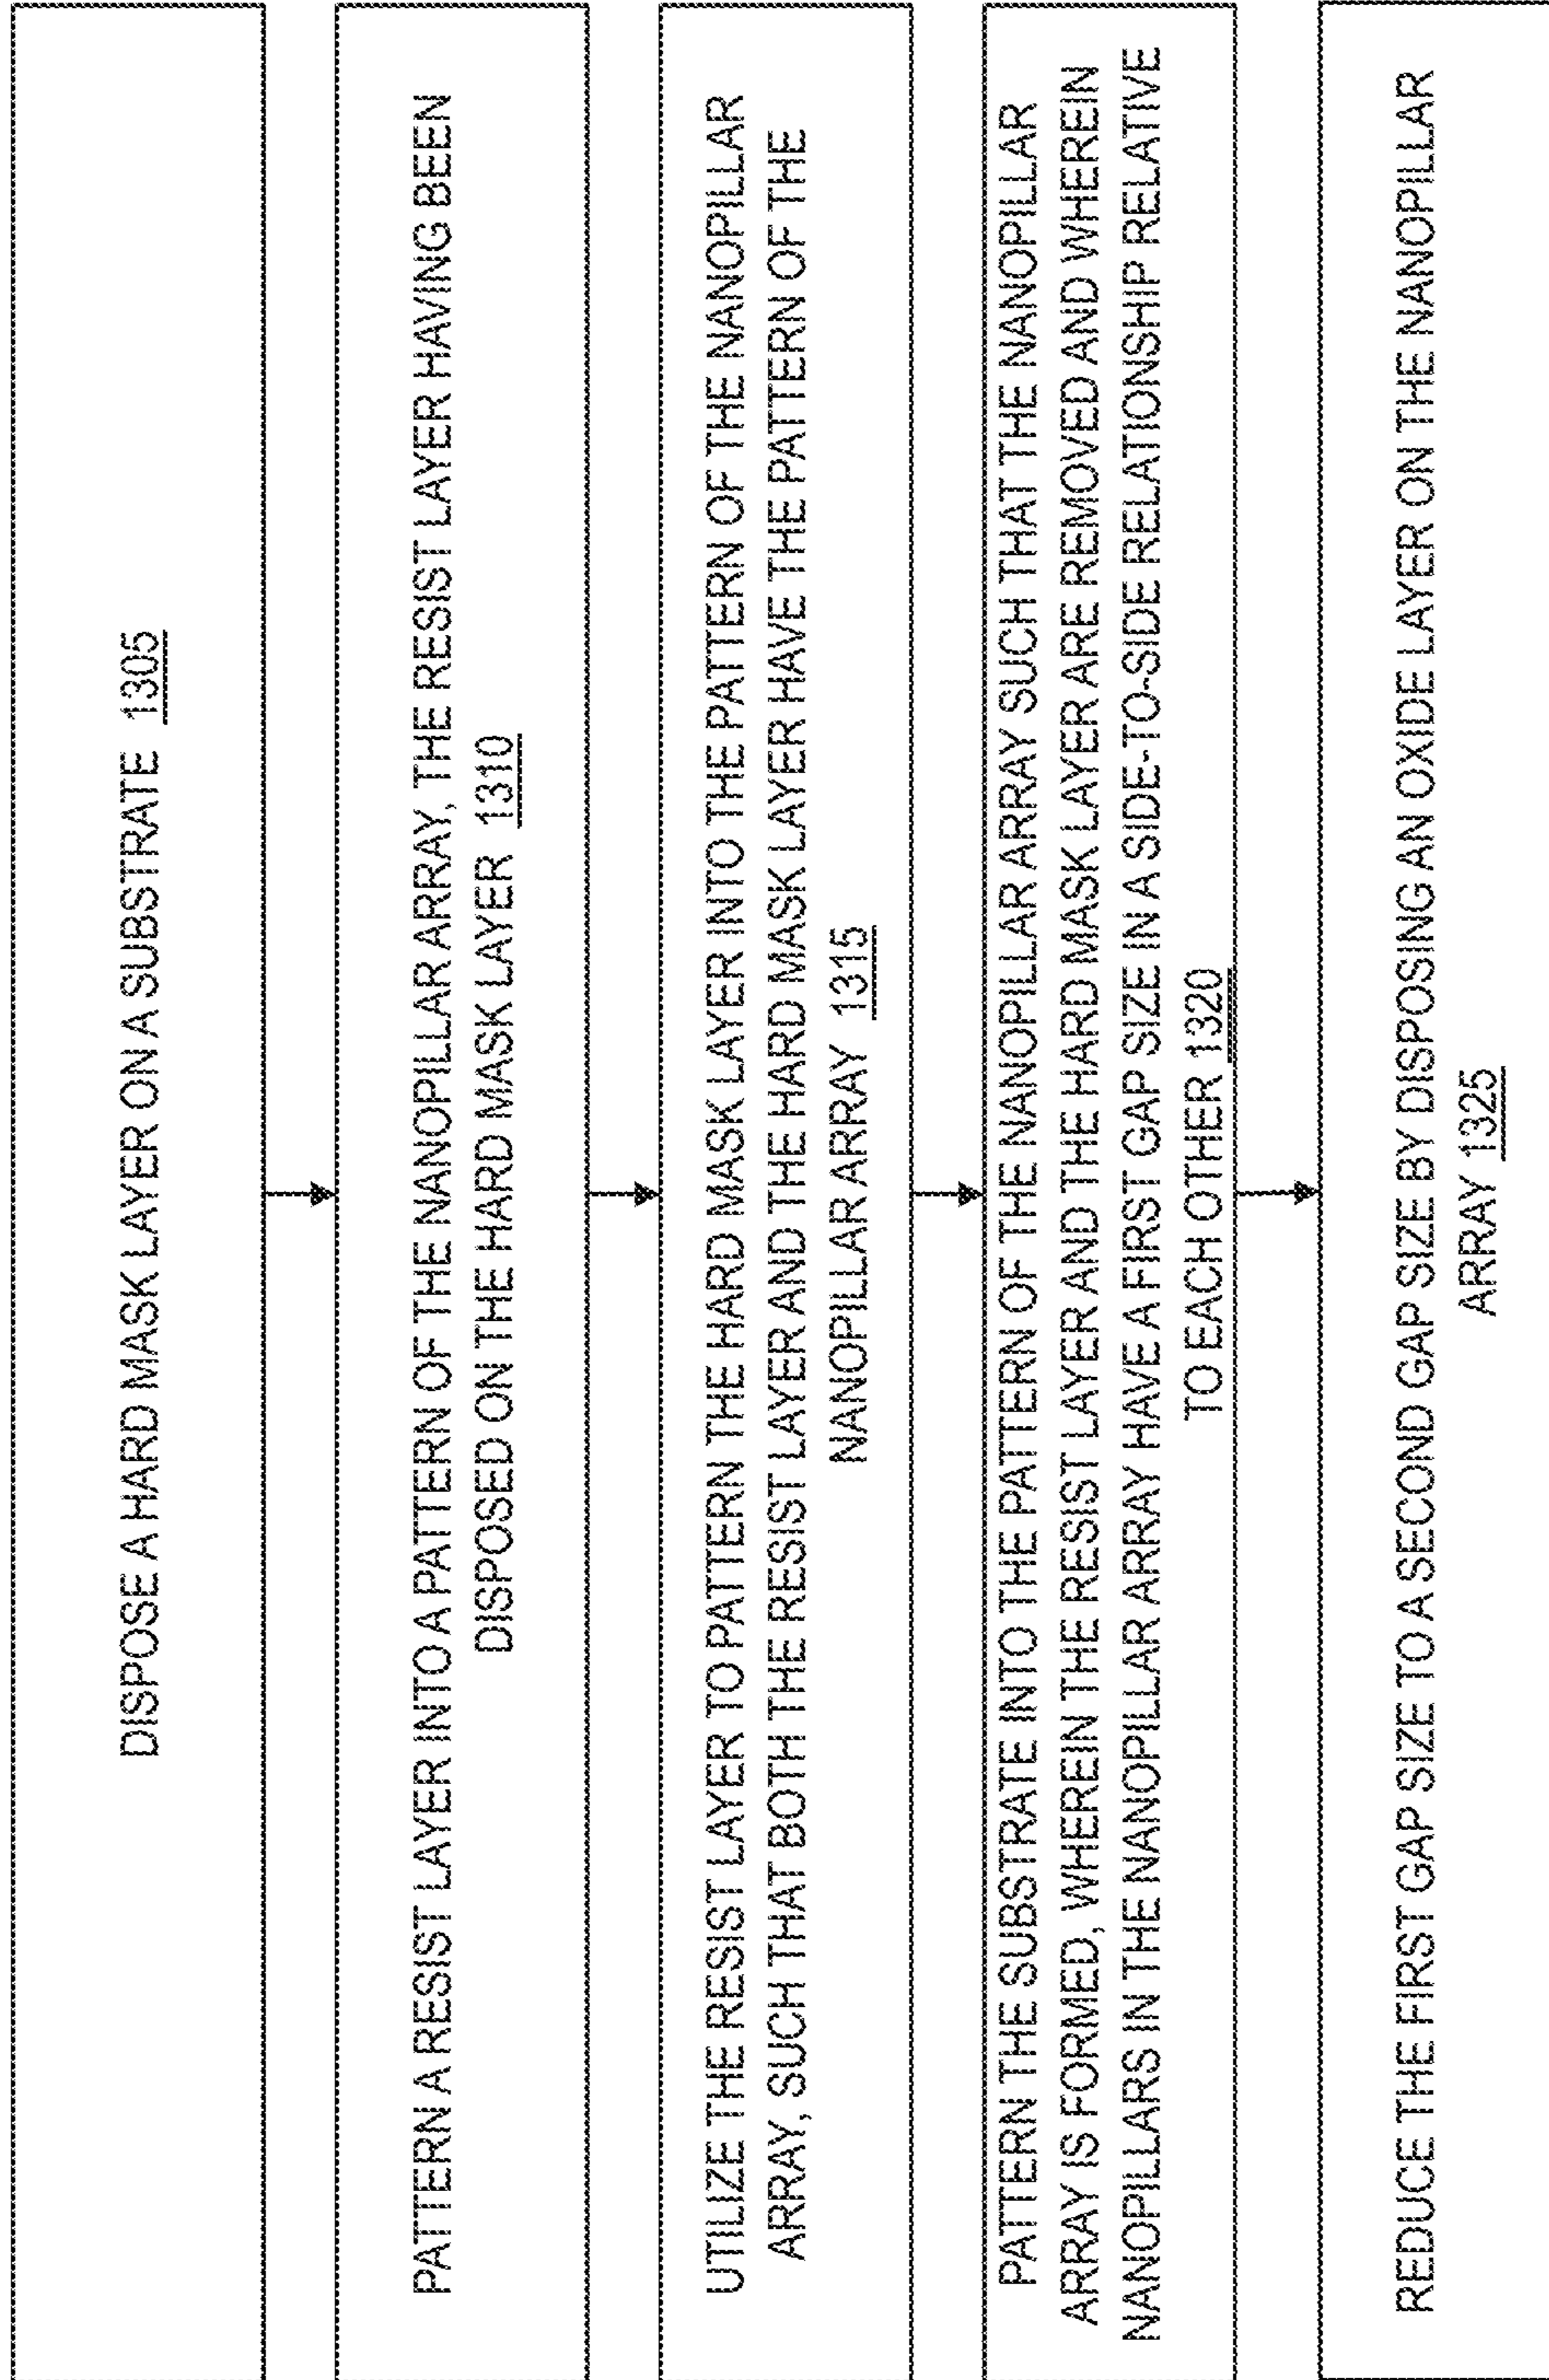 DISPOSE A HARD MASK LAYER ON A SUBSTRATE 1305
PATTERN A RESIST LAYER INTO A PATTERN OF THE NANOPILLAR ARRAY, THE RESIST LAYER HAVING BEEN
DISPOSED ON THE HARD MASK LAYER 1310
UTILIZE THE RESIST LAYER TO PATTERN THE HARD MASK LAYER INTO THE PATTERN OF THE NANOPILLAR
ARRAY, SUCH THAT BOTH THE RESIST LAYER AND THE HARD MASK LAYER HAVE THE PATTERN OF THE
NANOPILLAR ARRAY 1315
PATTERN THE SUBSTRATE INTO THE PATTERN OF THE NANOPILLAR ARRAY SUCH THAT THE NANOPILLAR
ARRAY IS FORMED, WHEREIN THE RESIST LAYER AND THE HARD MASK LAYER ARE REMOVED AND WHEREIN
NANOPILLARS IN THE NANOPILLAR ARRAY HAVE A FIRST GAP SIZE IN A SIDE-TO-SIDE RELATIONSHIP RELATIVE
TO EACH OTHER 1320
REDUCE THE FIRST GAP SIZE TO A SECOND GAP SIZE BY DISPOSING AN OXIDE LAYER ON THE NANOPILLAR
ARRAY 1325